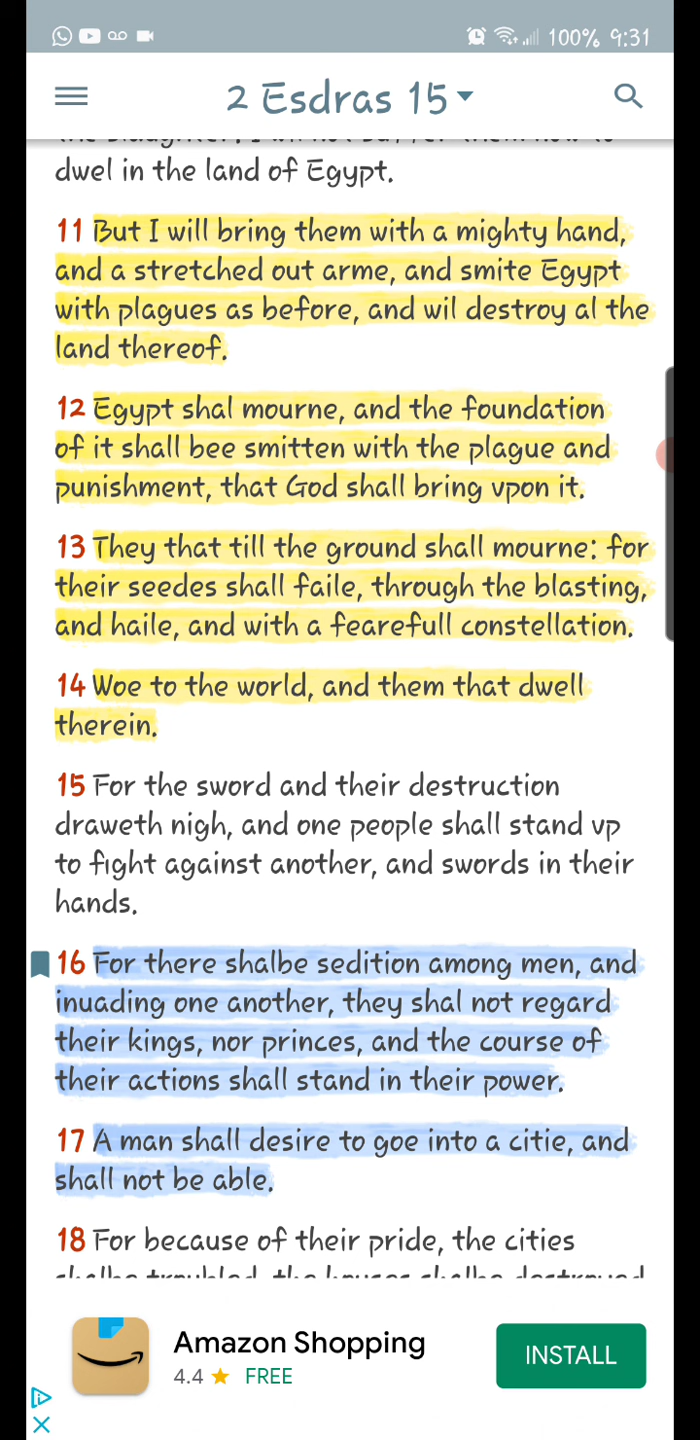 100% 9:31
2 Esdras 15
dwel in the land of Egypt.
11 But I will bring them with a mighty hand,
and a stretched out arme, and smite Egypt
with plagues as before, and wil destroy al the
land thereof.
12 Egypt shal mourne, and the foundation
of it shall bee smitten with the plague and
punishment, that God shall bring vpon it.
13 They that till the ground shall mourne: for
their seedes shall faile, through the blasting,
and haile, and with a fearefull constellation.
14 Woe to the world, and them that dwell
therein.
15 For the sword and their destruction
draweth nigh, and one people shall stand vp
to fight against another, and swords in their
hands.
16 For there shalbe sedition among men, and
inuading one another, they shal not regard
their kings, nor princes, and the course of
their actions shall stand in their power.
17 A man shall desire to goe into a citie, and
shall not be able.
18 For because of their pride, the cities
shalbe troubled, the houses shalbe destroyed
Amazon Shopping
4.4 ★ FREE
INSTALL